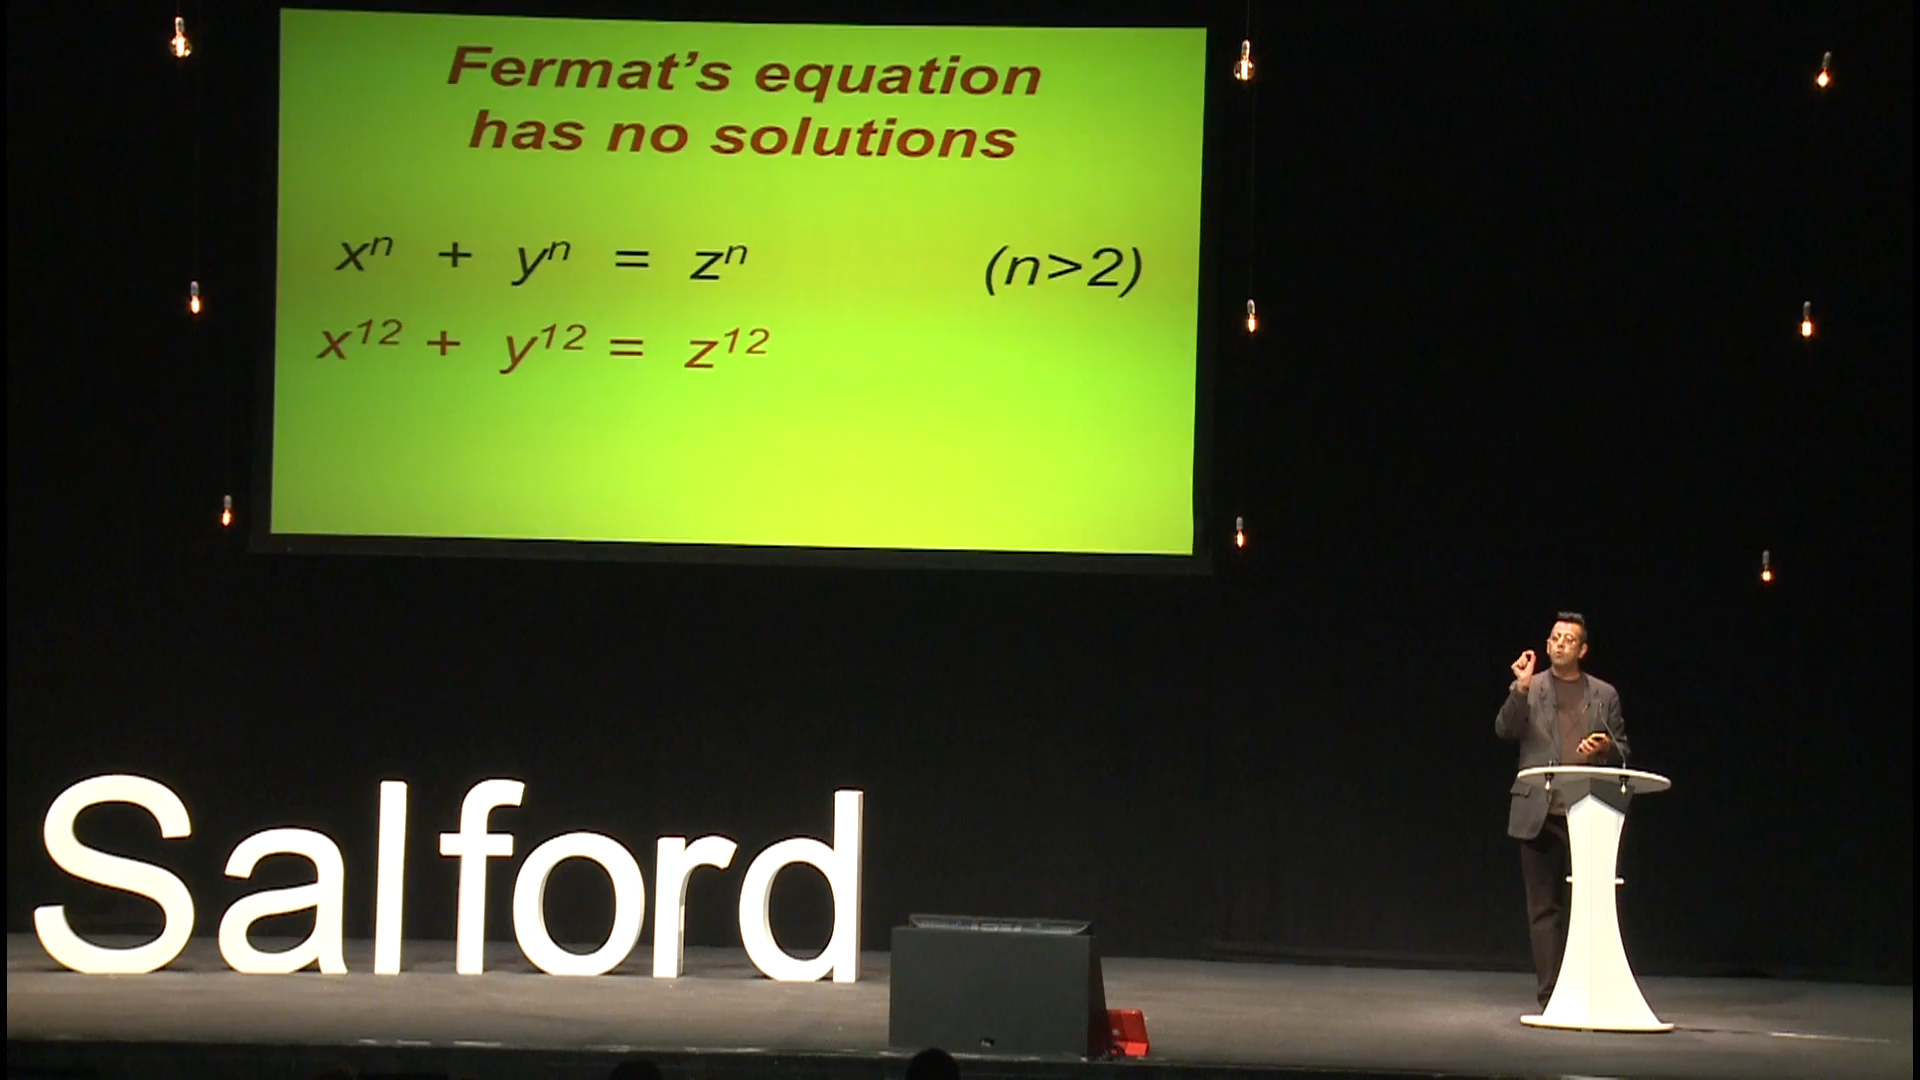 Fermat’s equation
has no solutions
xⁿ + yⁿ = zⁿ (n>2)
x¹² + y¹² = z¹²
Salford